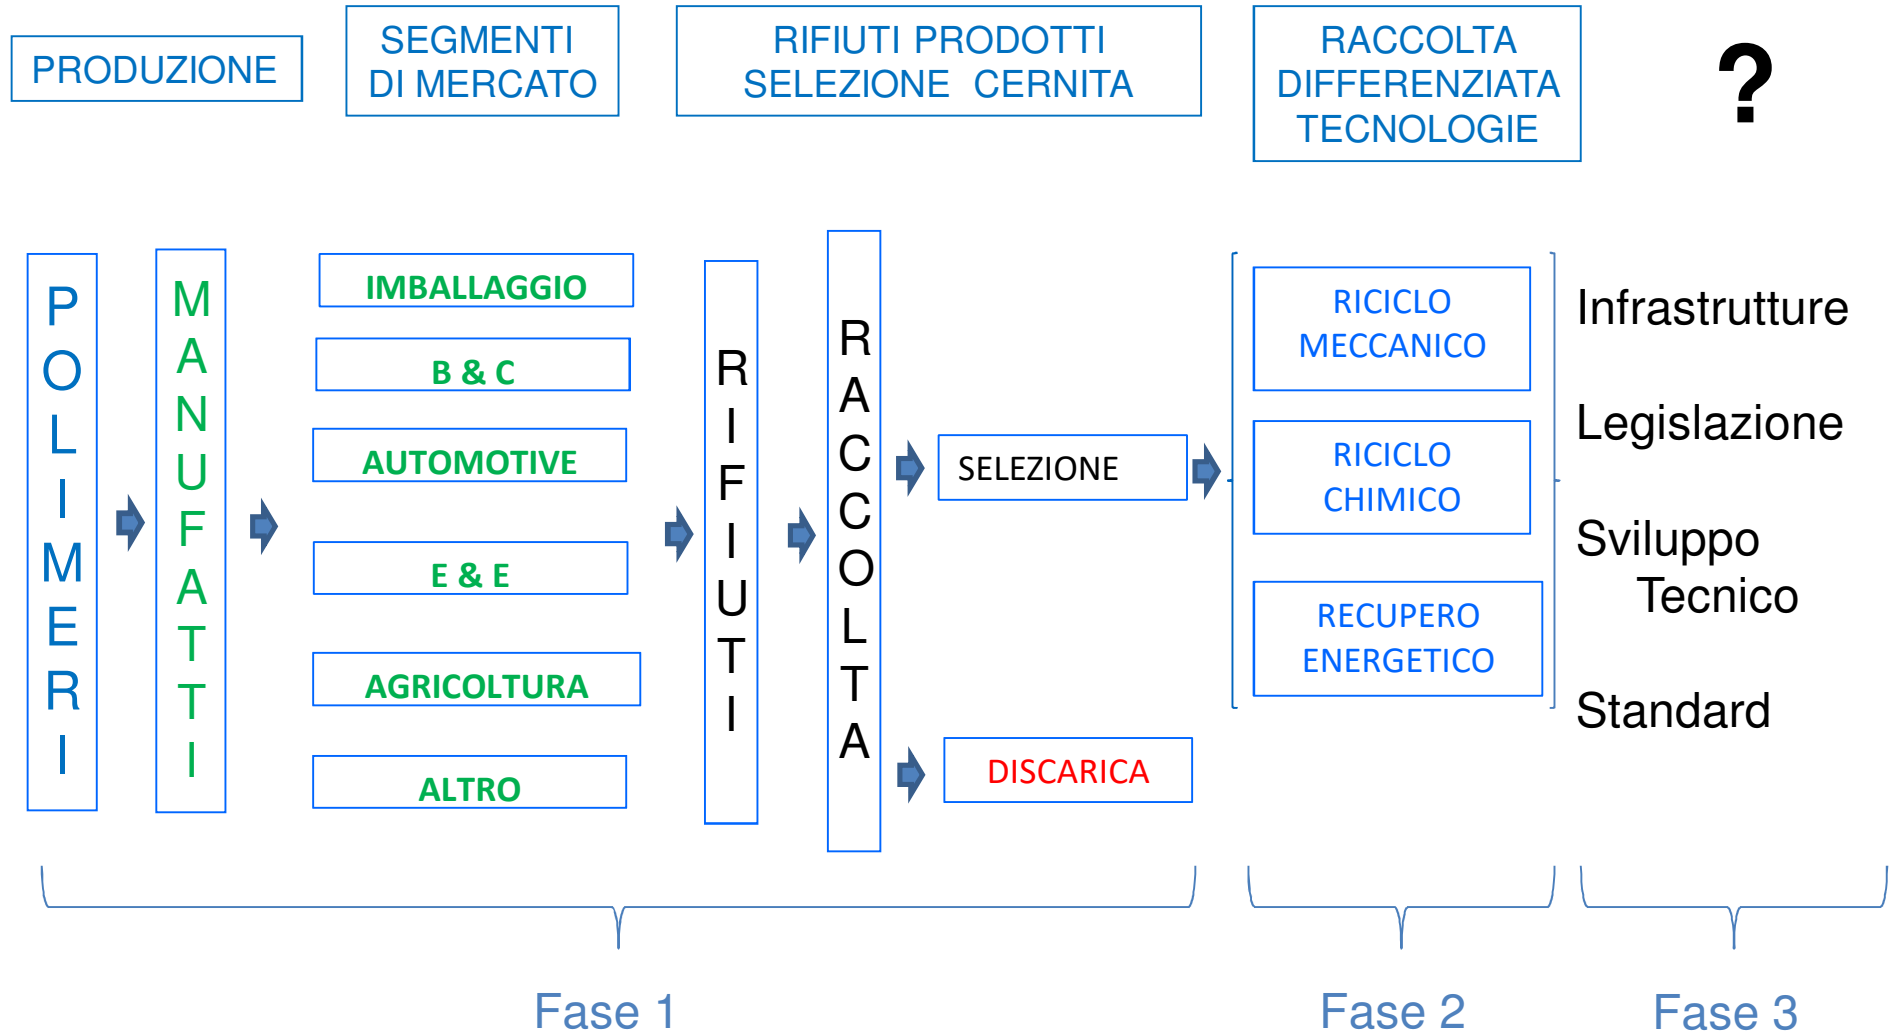 PRODUZIONE
SEGMENTI
DI MERCATO
RIFIUTI PRODOTTI
SELEZIONE CERNITA
RACCOLTA
DIFFERENZIATA
TECNOLOGIE
?
POLIMERI
MANUFATTI
IMBALLAGGIO
B & C
AUTOMOTIVE
E & E
AGRICOLTURA
ALTRO
RIFIUTI
RACCOLTA
SELEZIONE
DISCARICA
RICICLO
MECCANICO
RICICLO
CHIMICO
RECUPERO
ENERGETICO
Infrastrutture
Legislazione
Sviluppo
Tecnico
Standard
Fase 1
Fase 2
Fase 3